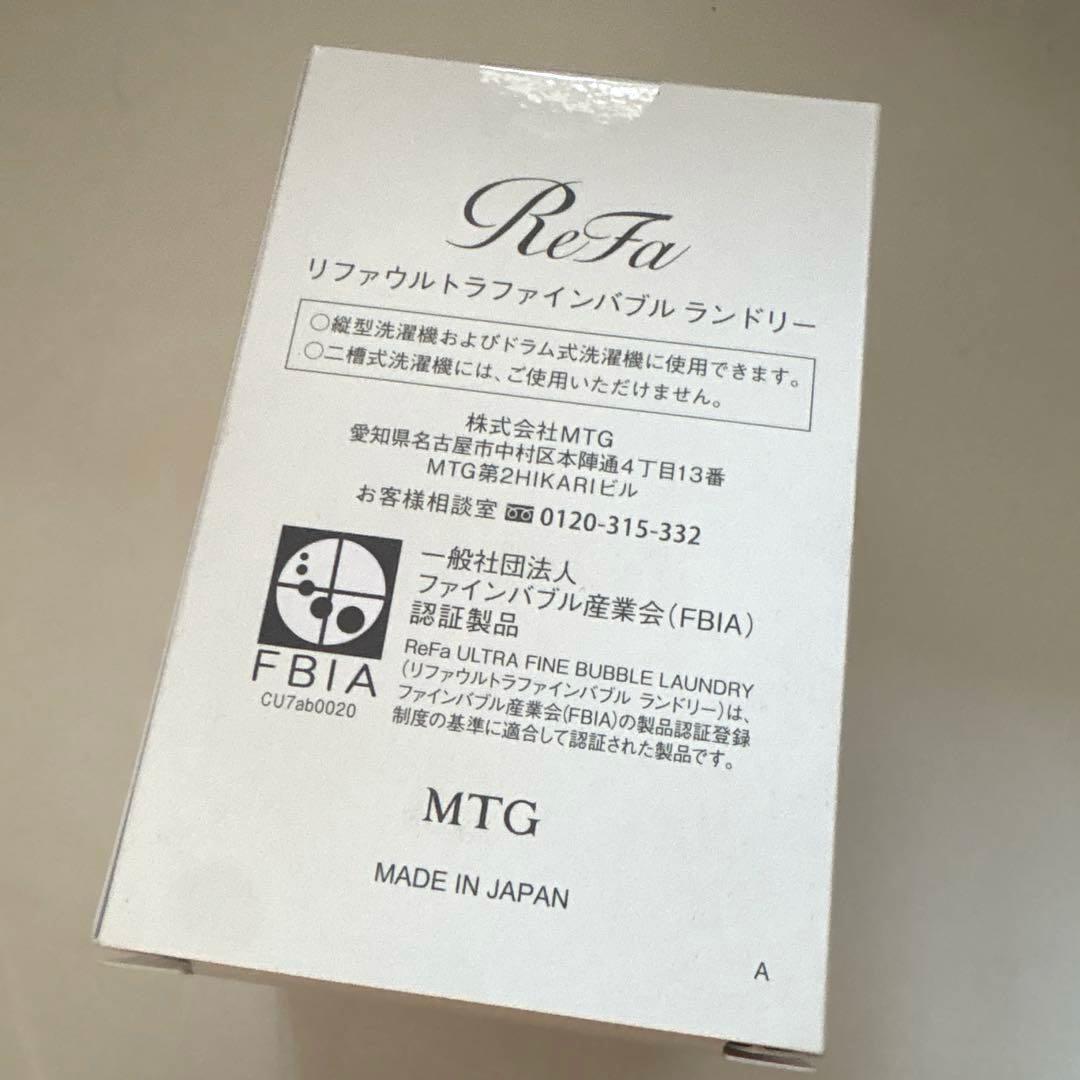 ReFa
リファウルトラファインバブル ランドリー
○縦型洗濯機およびドラム式洗濯機に使用できます。
○二槽式洗濯機には、ご使用いただけません。
株式会社MTG
愛知県名古屋市中村区本陣通4丁目13番
MTG第2HIKARIビル
お客様相談室 0120-315-332
一般社団法人
ファインバブル産業会(FBIA)
認証製品
FBIA
CU7ab0020
ReFa ULTRA FINE BUBBLE LAUNDRY
(リファウルトラファインバブル ランドリー)は、
ファインバブル産業会(FBIA)の製品認証登録
制度の基準に適合して認証された製品です。
MTG
MADE IN JAPAN
A